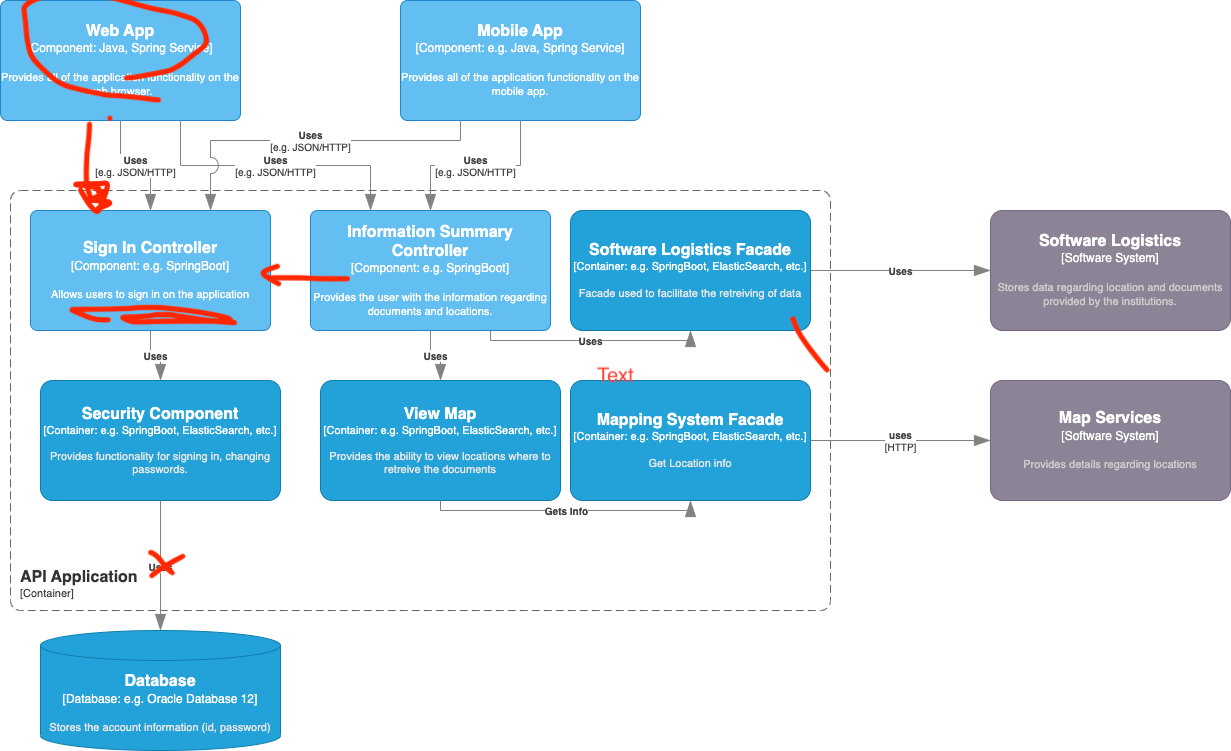 Web App
[Component: Java, Spring Service]
Provides all of the application functionality on the
web browser.
Mobile App
[Component: e.g. Java, Spring Service]
Provides all of the application functionality on the
mobile app.
Uses
[e.g. JSON/HTTP]
Uses
[e.g. JSON/HTTP]
Uses
[e.g. JSON/HTTP]
Uses
[e.g. JSON/HTTP]
Sign In Controller
[Component: e.g. SpringBoot]
Allows users to sign in on the application
Information Summary
Controller
[Component: e.g. SpringBoot]
Provides the user with the information regarding
documents and locations.
Software Logistics Facade
[Container: e.g. SpringBoot, ElasticSearch, etc.]
Facade used to facilitate the retreiving of data
Uses
Software Logistics
[Software System]
Stores data regarding location and documents
provided by the institutions.
Uses
Uses
Uses
Text
Security Component
[Container: e.g. SpringBoot, ElasticSearch, etc.]
Provides functionality for signing in, changing
passwords.
View Map
[Container: e.g. SpringBoot, ElasticSearch, etc.]
Provides the ability to view locations where to
retreive the documents
Mapping System Facade
[Container: e.g. SpringBoot, ElasticSearch, etc.]
Get Location info
uses
[HTTP]
Map Services
[Software System]
Provides details regarding locations
Gets Info
Uses
API Application
[Container]
Database
[Database: e.g. Oracle Database 12]
Stores the account information (id, password)